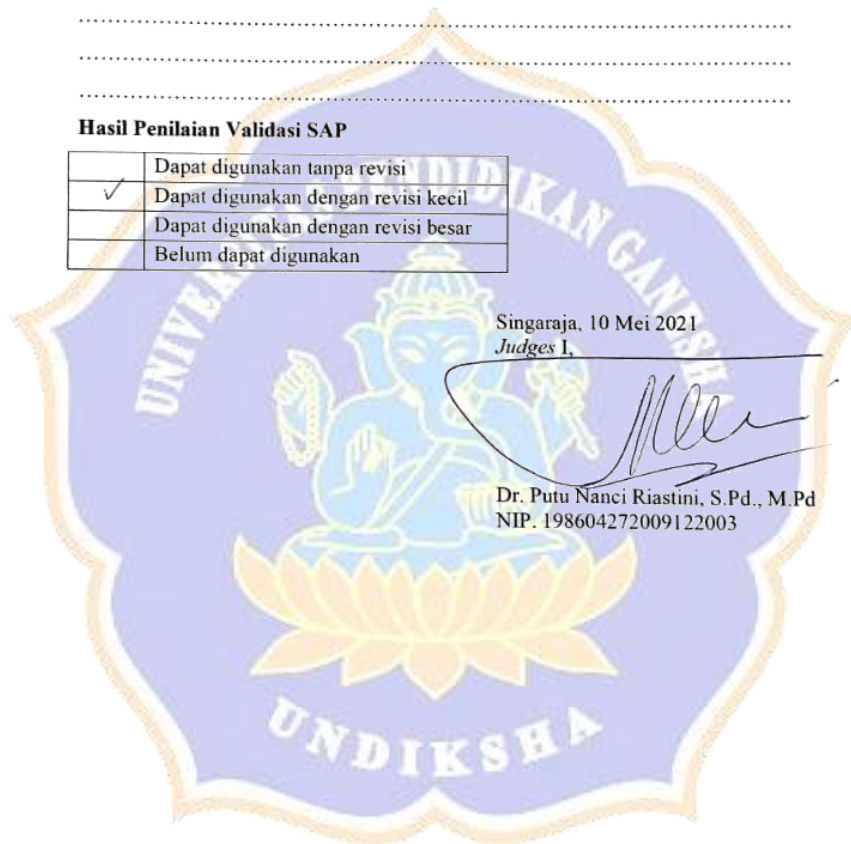 Hasil Penilaian Validasi SAP
Dapat digunakan tanpa revisi
✓ Dapat digunakan dengan revisi kecil
Dapat digunakan dengan revisi besar
Belum dapat digunakan
Singaraja, 10 Mei 2021
Judges I,
Dr. Putu Nanci Riastini, S.Pd., M.Pd
NIP. 198604272009122003
UNIVERSITAS PENDIDIKAN GANESHA
UNDIKSHA